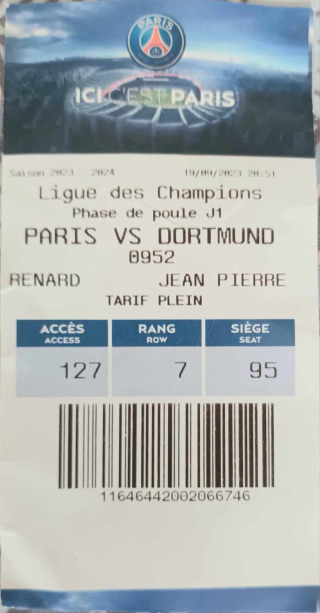 PARIS
ICI C'EST PARIS
Saison 2023 - 2024 19/09/2023 20:51
Ligue des Champions
Phase de poule J1
PARIS VS DORTMUND
0952
RENARD JEAN PIERRE
TARIF PLEIN
ACCÈS RANG SIÈGE
ACCESS ROW SEAT
127 7 95
11646442002066746